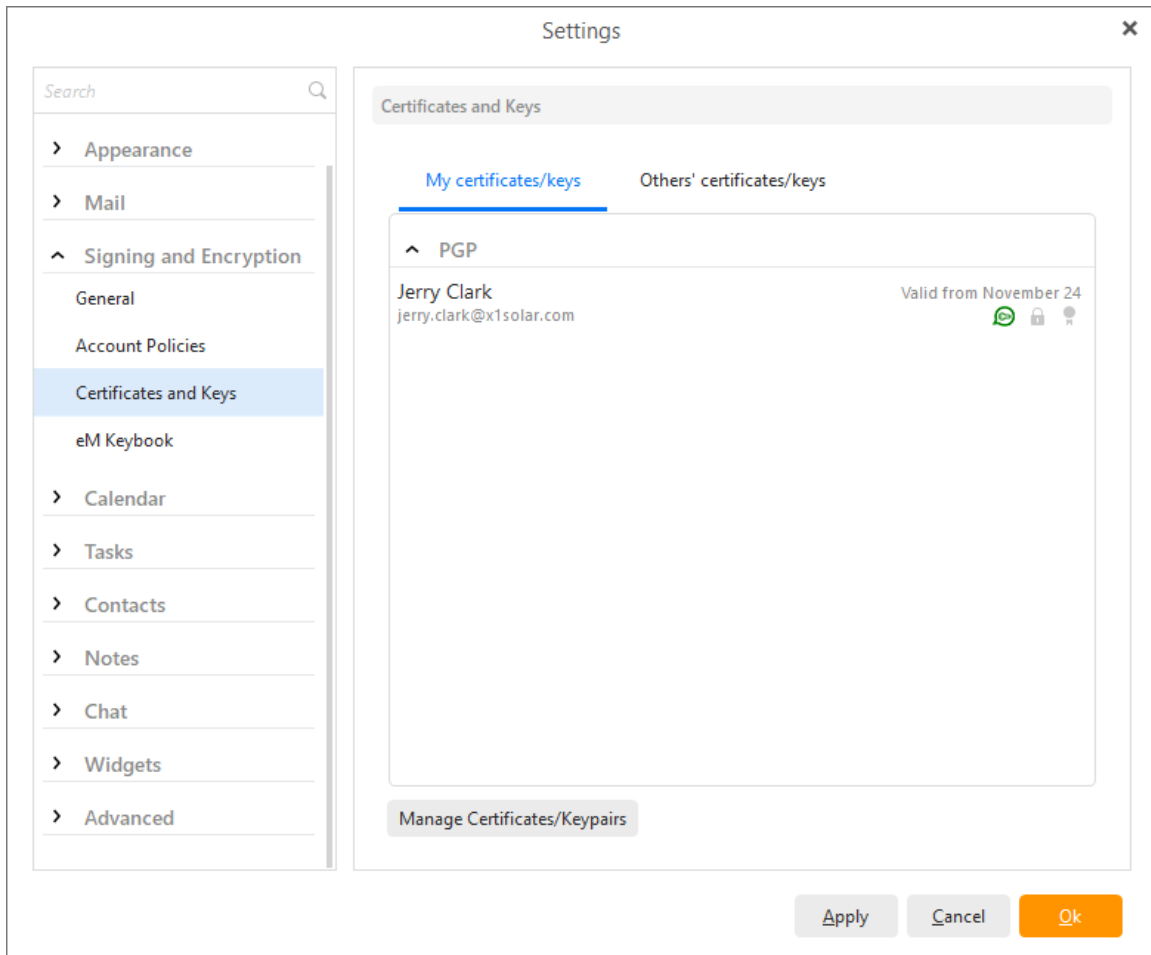 Settings
Search
Appearance
Mail
Signing and Encryption
General
Account Policies
Certificates and Keys
eM Keybook
Calendar
Tasks
Contacts
Notes
Chat
Widgets
Advanced
Certificates and Keys
My certificates/keys Others' certificates/keys
PGP
Jerry Clark Valid from November 24
jerry.clark@x1solar.com
Manage Certificates/Keypairs
Apply Cancel Ok